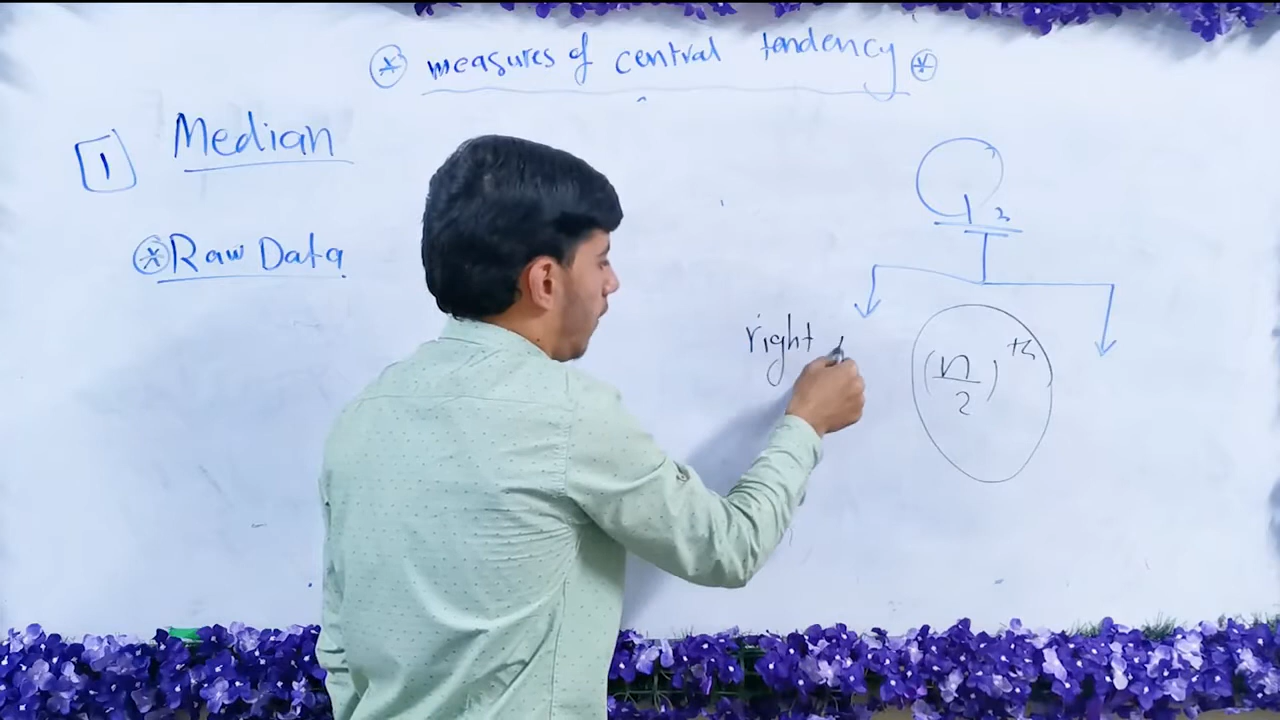 * measures of central tendency *
1 Median
* Raw Data
right
(n/2)th